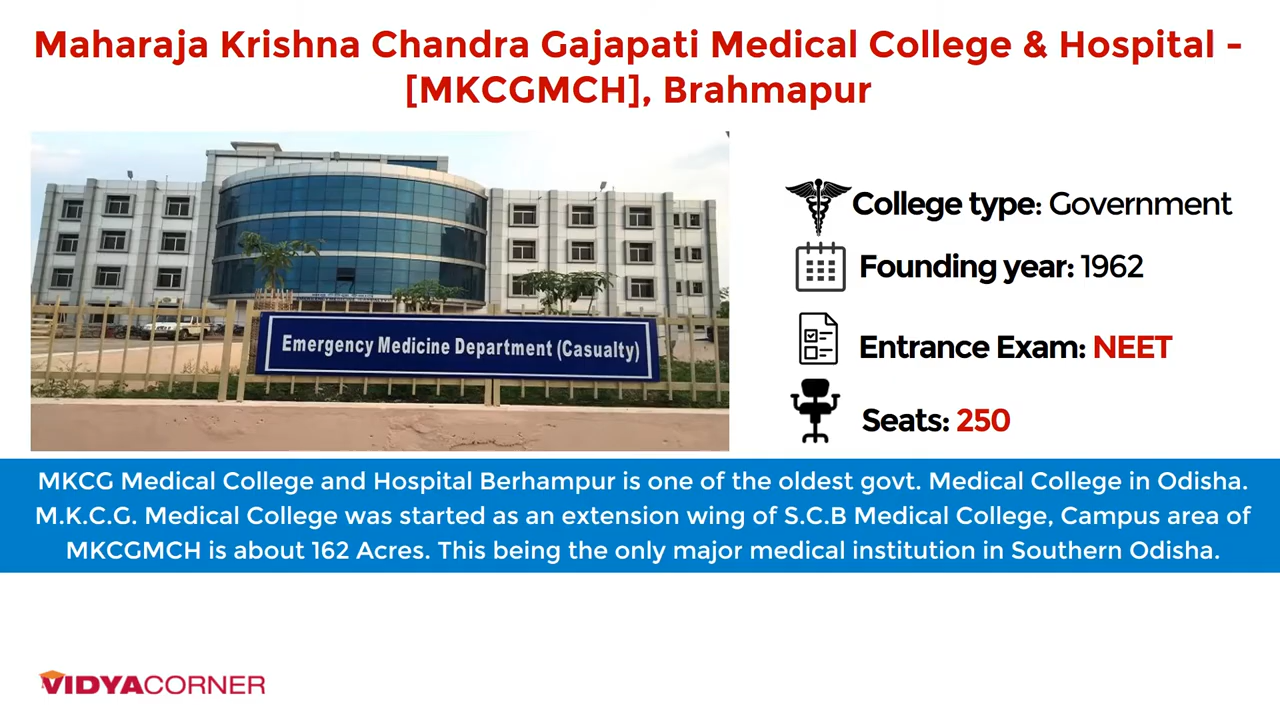 Maharaja Krishna Chandra Gajapati Medical College & Hospital -
[MKCGMCH], Brahmapur
College type: Government
Founding year: 1962
Entrance Exam: NEET
Seats: 250
Emergency Medicine Department (Casualty)
MKCG Medical College and Hospital Berhampur is one of the oldest govt. Medical College in Odisha.
M.K.C.G. Medical College was started as an extension wing of S.C.B Medical College, Campus area of
MKCGMCH is about 162 Acres. This being the only major medical institution in Southern Odisha.
VIDYACORNER